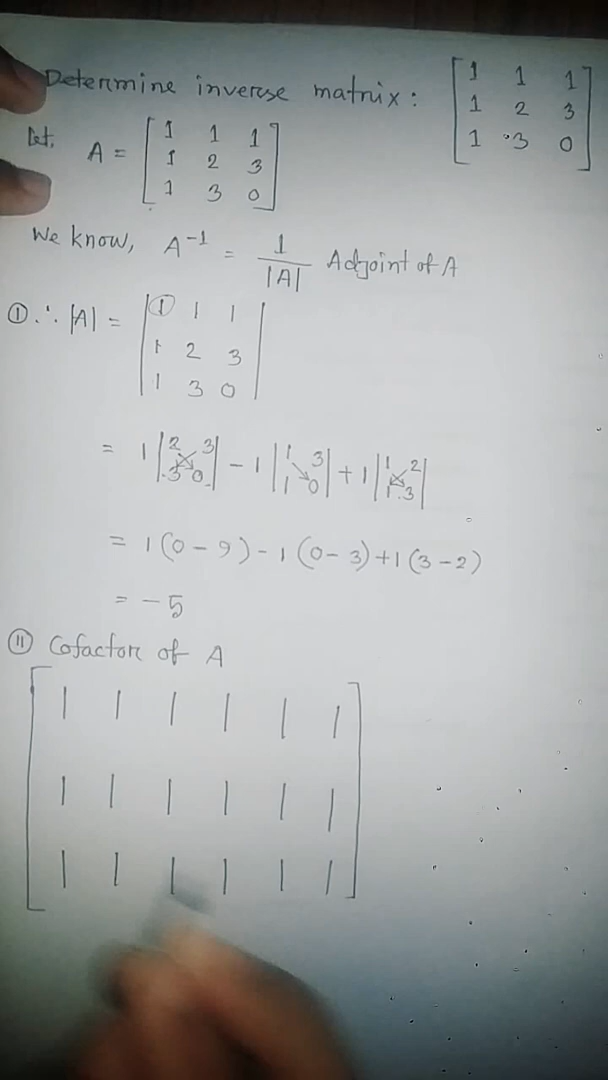 Determine inverse matrix: [1 1 1
1 2 3
1 3 0]
Let, A = [1 1 1
1 2 3
1 3 0]
We know, A⁻¹ = 1/|A| Adjoint of A
① ∴ |A| = |1 1 1
1 2 3
1 3 0|
= 1|2 3
3 0| - 1|1 3
1 0| + 1|1 2
1 3|
= 1(0-9) - 1(0-3) + 1(3-2)
= -5
⑪ Cofactor of A
[| | | | | |
| | | | | |
| | | | | |]